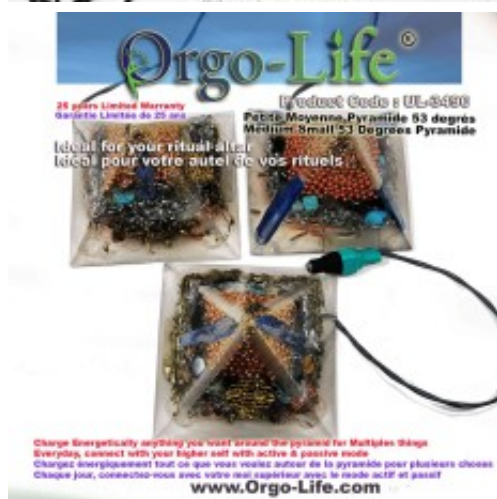 Orgo-Life®
25 years Limited Warranty
Garantie Limitée de 25 ans
Product Code : UL-3496
Petite Moyenne Pyramide 53 degrés
Medium Small 53 Degrees Pyramide
Ideal for your ritual altar
Ideal pour votre autel de vos rituels
Charge Energetically anything you want around the pyramid for Multiples things
Everyday, connect with your higher self with active & passive mode
Chargez énergiquement tout ce que vous voulez autour de la pyramide pour plusieurs choses
Chaque jour, connectez-vous avec votre moi supérieur avec le mode actif et passif
www.Orgo-Life.com